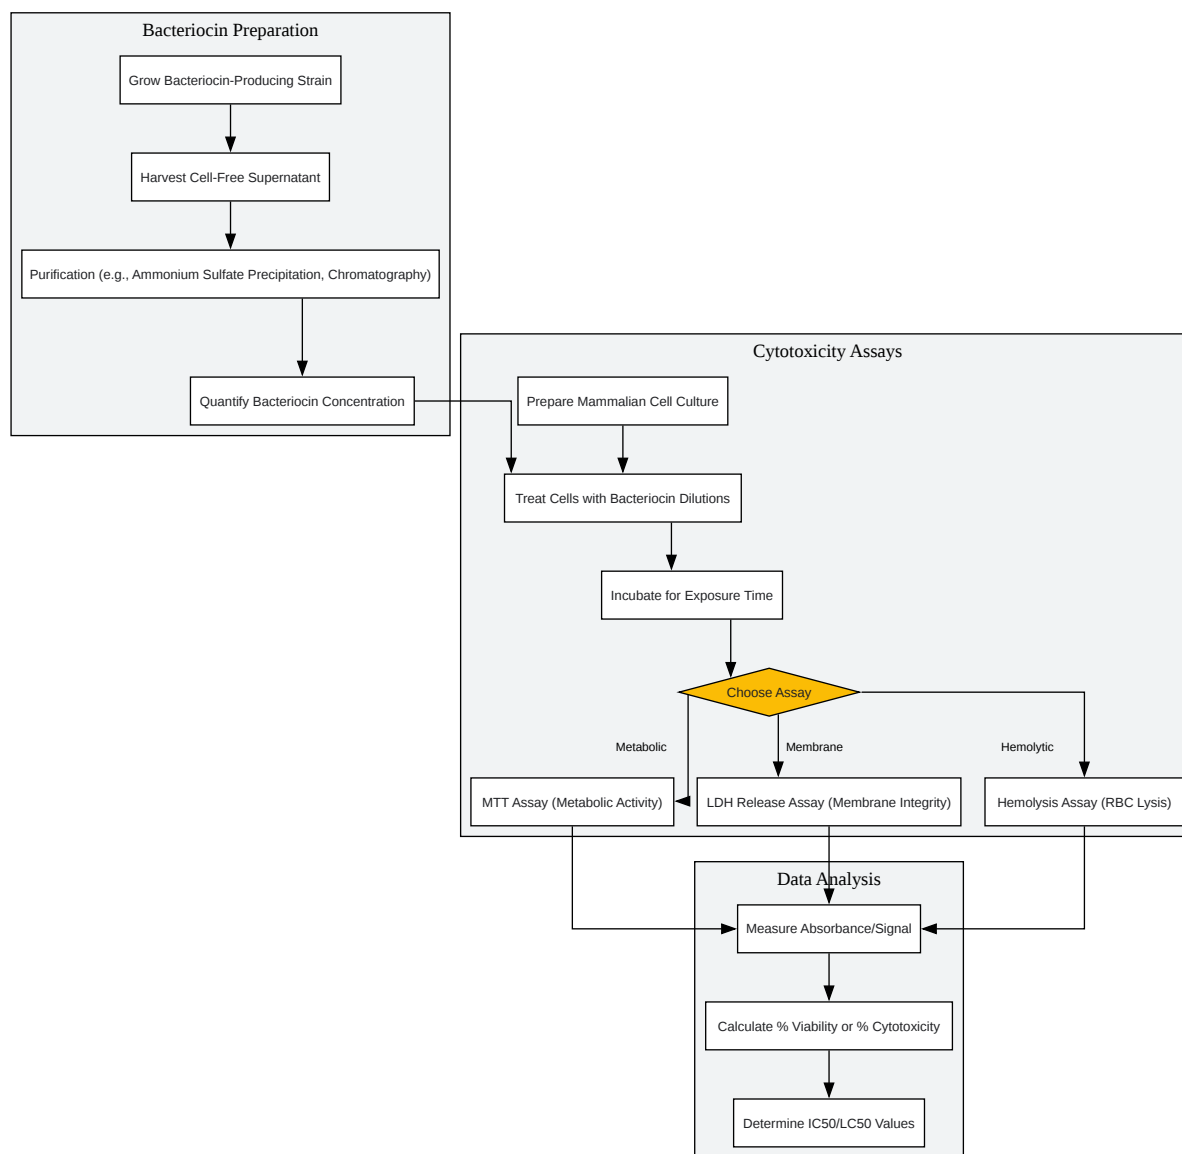 Bacteriocin Preparation
Grow Bacteriocin-Producing Strain
Harvest Cell-Free Supernatant
Purification (e.g., Ammonium Sulfate Precipitation, Chromatography)
Quantify Bacteriocin Concentration
Cytotoxicity Assays
Prepare Mammalian Cell Culture
Treat Cells with Bacteriocin Dilutions
Incubate for Exposure Time
Choose Assay
Metabolic
Membrane
Hemolytic
MTT Assay (Metabolic Activity)
LDH Release Assay (Membrane Integrity)
Hemolysis Assay (RBC Lysis)
Data Analysis
Measure Absorbance/Signal
Calculate % Viability or % Cytotoxicity
Determine IC50/LC50 Values